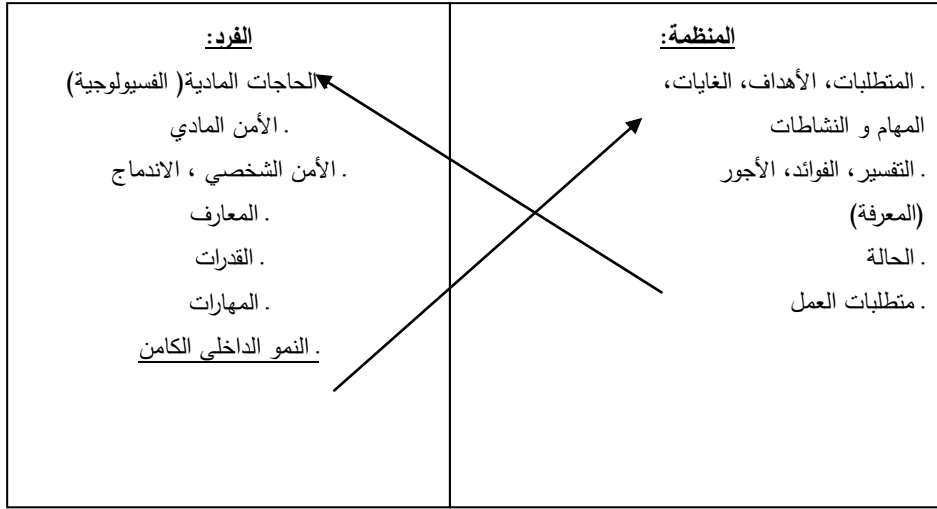 المنظمة:
. المتطلبات، الأهداف، الغايات،
المهام و النشاطات
. التفسير، الفوائد، الأجور
(المعرفة)
. الحالة
. متطلبات العمل
الفرد:
الحاجات المادية( الفسيولوجية)
. الأمن المادي
. الأمن الشخصي ، الاندماج
. المعارف
. القدرات
. المهارات
. النمو الداخلي الكامن